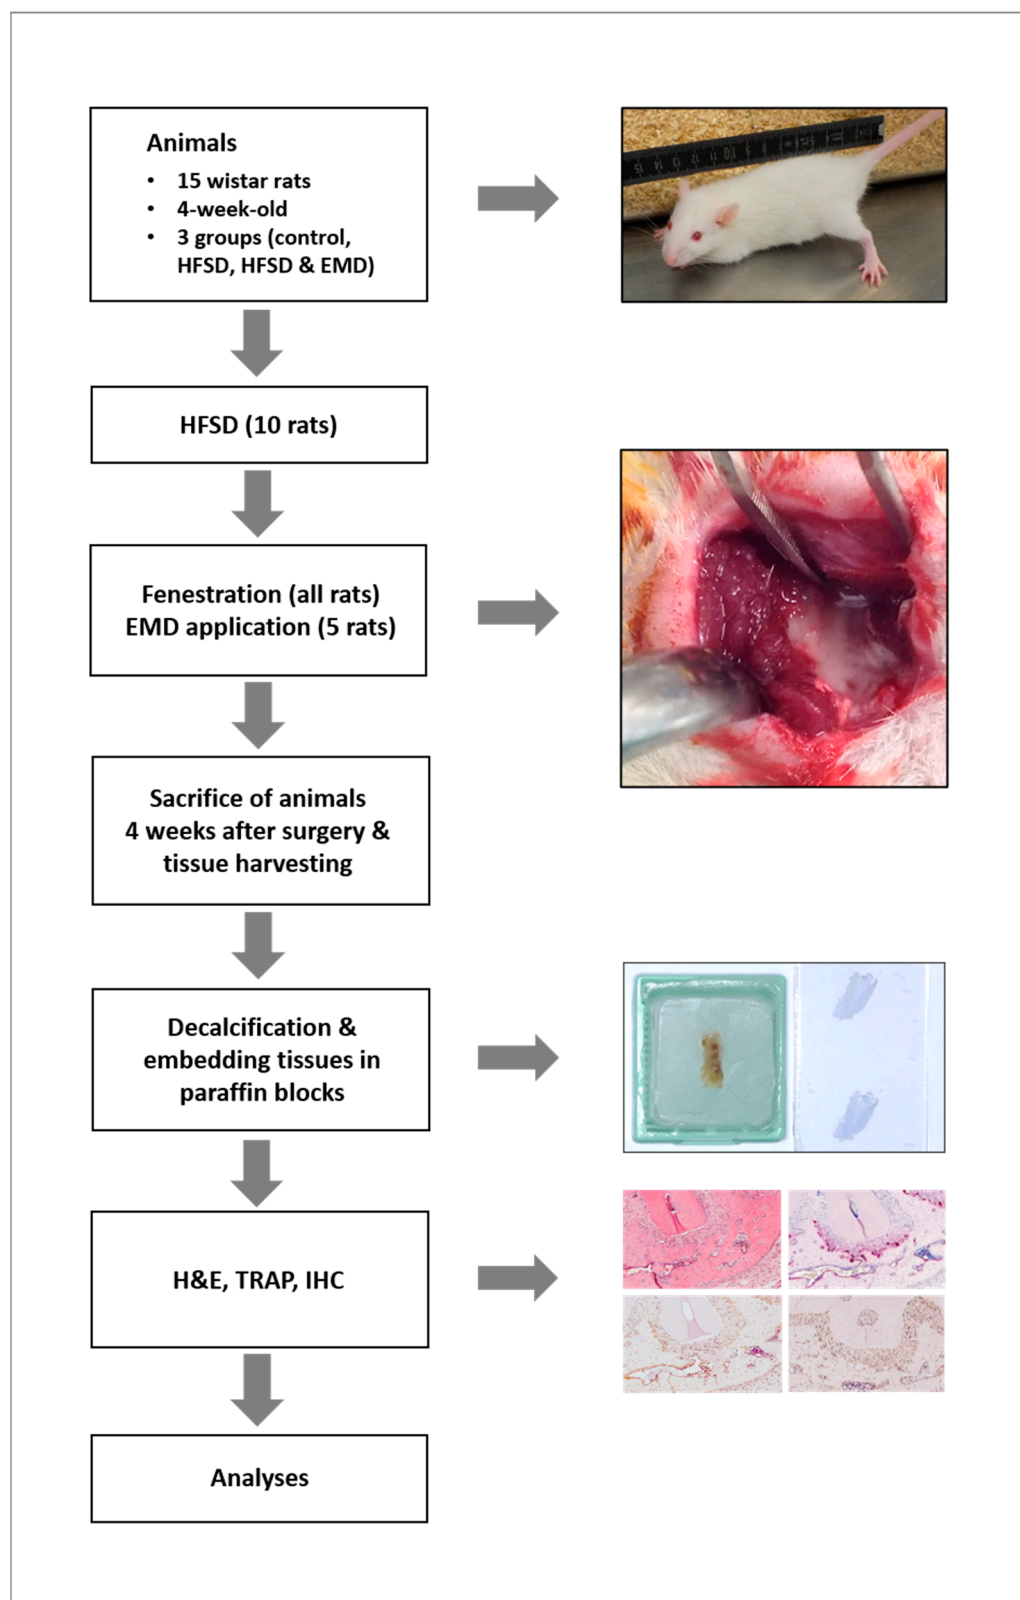 Animals
• 15 wistar rats
• 4-week-old
• 3 groups (control,
HFSD, HFSD & EMD)
HFSD (10 rats)
Fenestration (all rats)
EMD application (5 rats)
Sacrifice of animals
4 weeks after surgery &
tissue harvesting
Decalcification &
embedding tissues in
paraffin blocks
H&E, TRAP, IHC
Analyses